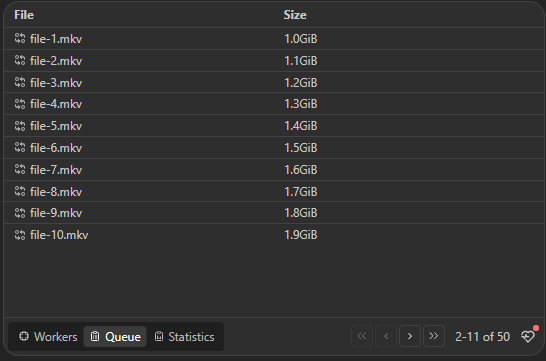 File Size
file-1.mkv 1.0GiB
file-2.mkv 1.1GiB
file-3.mkv 1.2GiB
file-4.mkv 1.3GiB
file-5.mkv 1.4GiB
file-6.mkv 1.5GiB
file-7.mkv 1.6GiB
file-8.mkv 1.7GiB
file-9.mkv 1.8GiB
file-10.mkv 1.9GiB
Workers Queue Statistics 2-11 of 50